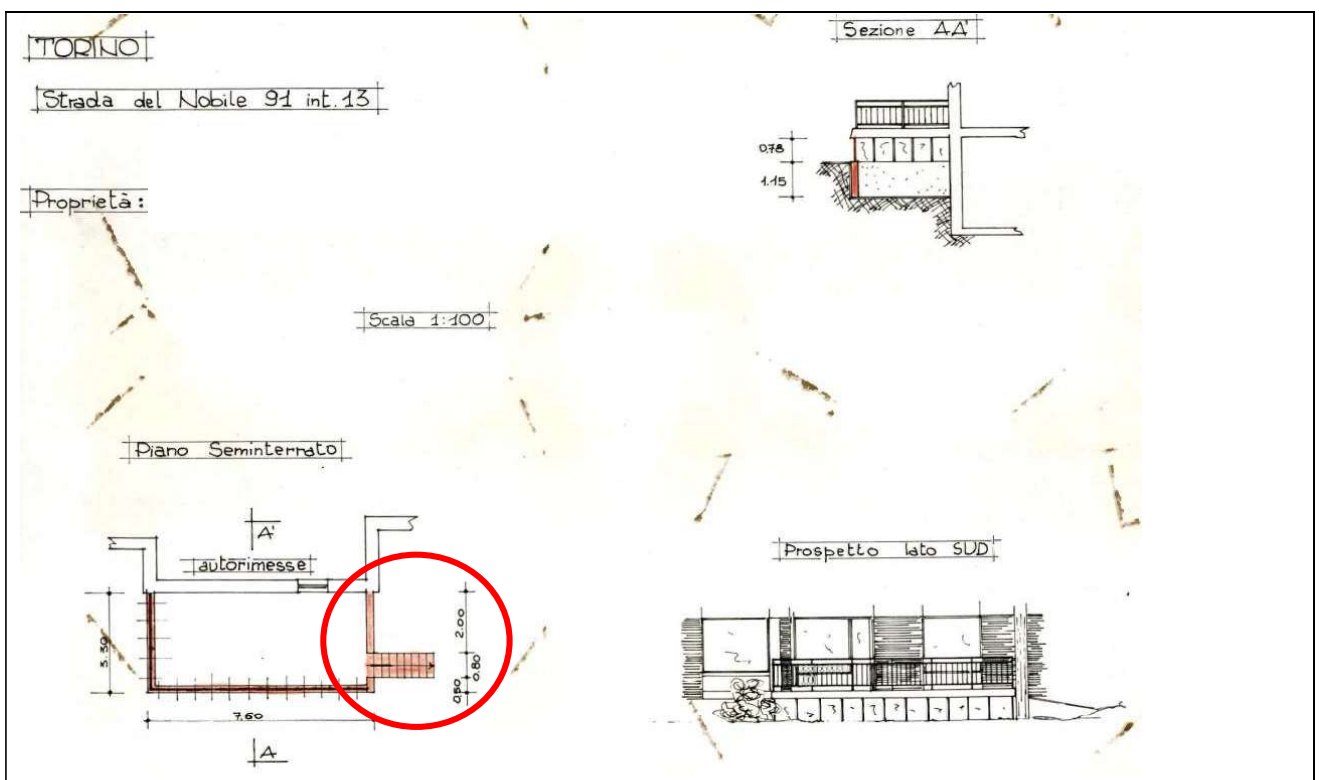 TORINO
Strada del Nobile 91 int.13
Proprietà:
Scala 1:100
Piano Seminterrato
A'
autorimesse
3.30
2.00
0.80
0.50
7.60
A
Sezione AA'
0.78
1.15
Prospetto lato SUD